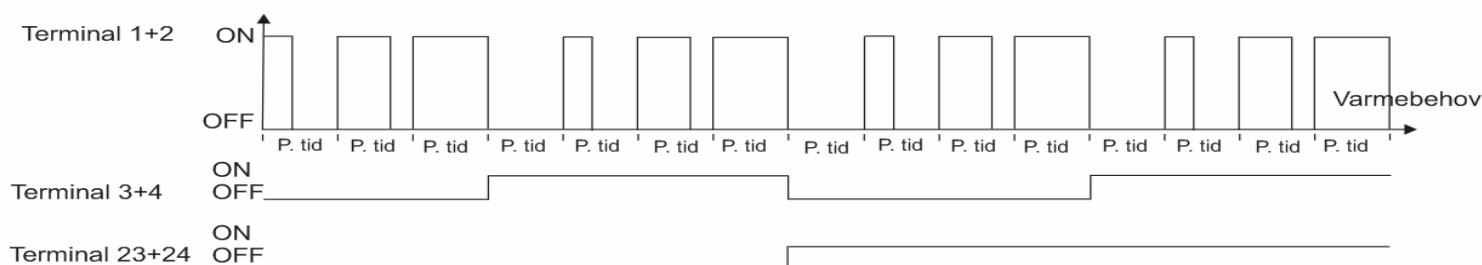 Terminal 1+2 ON
OFF
Varmebehov
P. tid P. tid P. tid P. tid P. tid P. tid P. tid P. tid P. tid P. tid P. tid P. tid P. tid P. tid P. tid
ON
Terminal 3+4 OFF
ON
Terminal 23+24 OFF